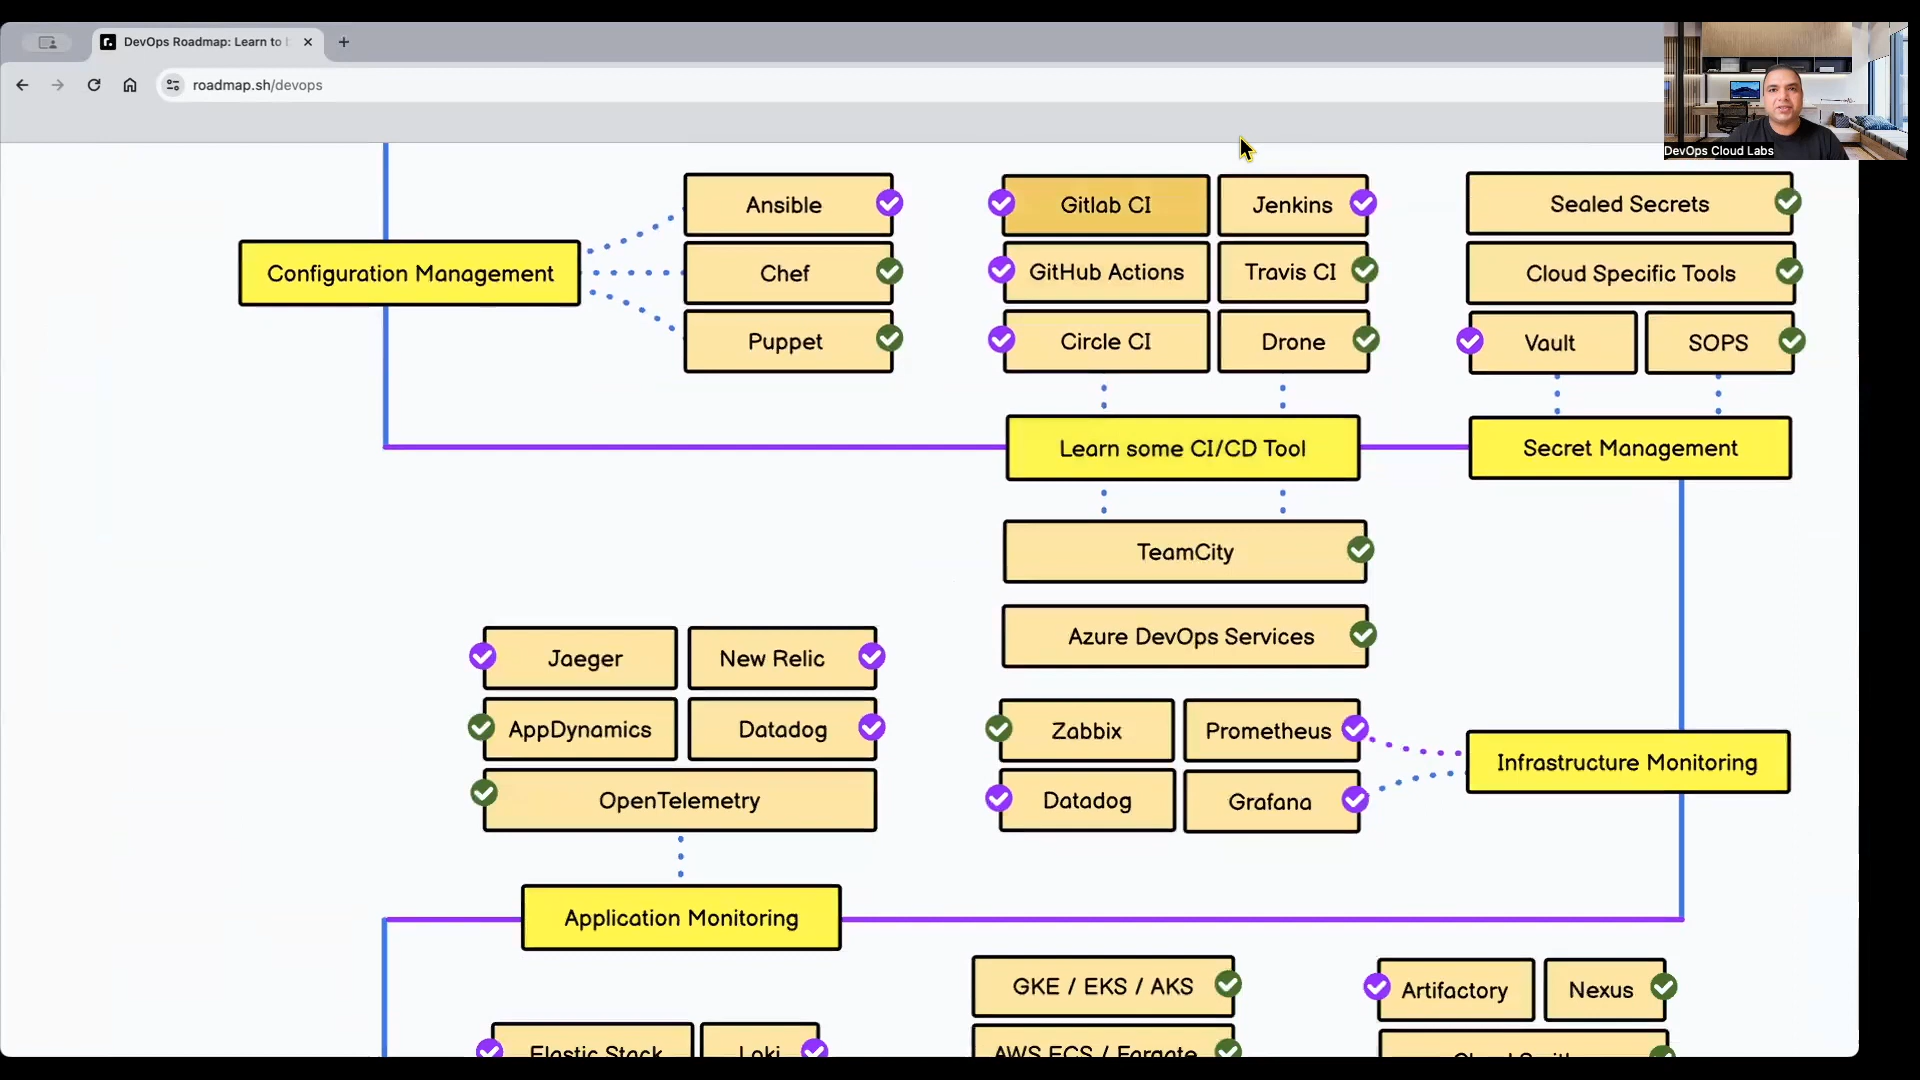 DevOps Roadmap: Learn to b
roadmap.sh/devops
DevOps Cloud Labs
Ansible
Chef
Puppet
Configuration Management
Gitlab CI
Jenkins
GitHub Actions
Travis CI
Circle CI
Drone
Learn some CI/CD Tool
TeamCity
Azure DevOps Services
Sealed Secrets
Cloud Specific Tools
Vault
SOPS
Secret Management
Jaeger
New Relic
AppDynamics
Datadog
OpenTelemetry
Application Monitoring
Zabbix
Prometheus
Datadog
Grafana
Infrastructure Monitoring
GKE / EKS / AKS
AWS ECS / Fargate
Artifactory
Nexus
Elastic Stack
Loki